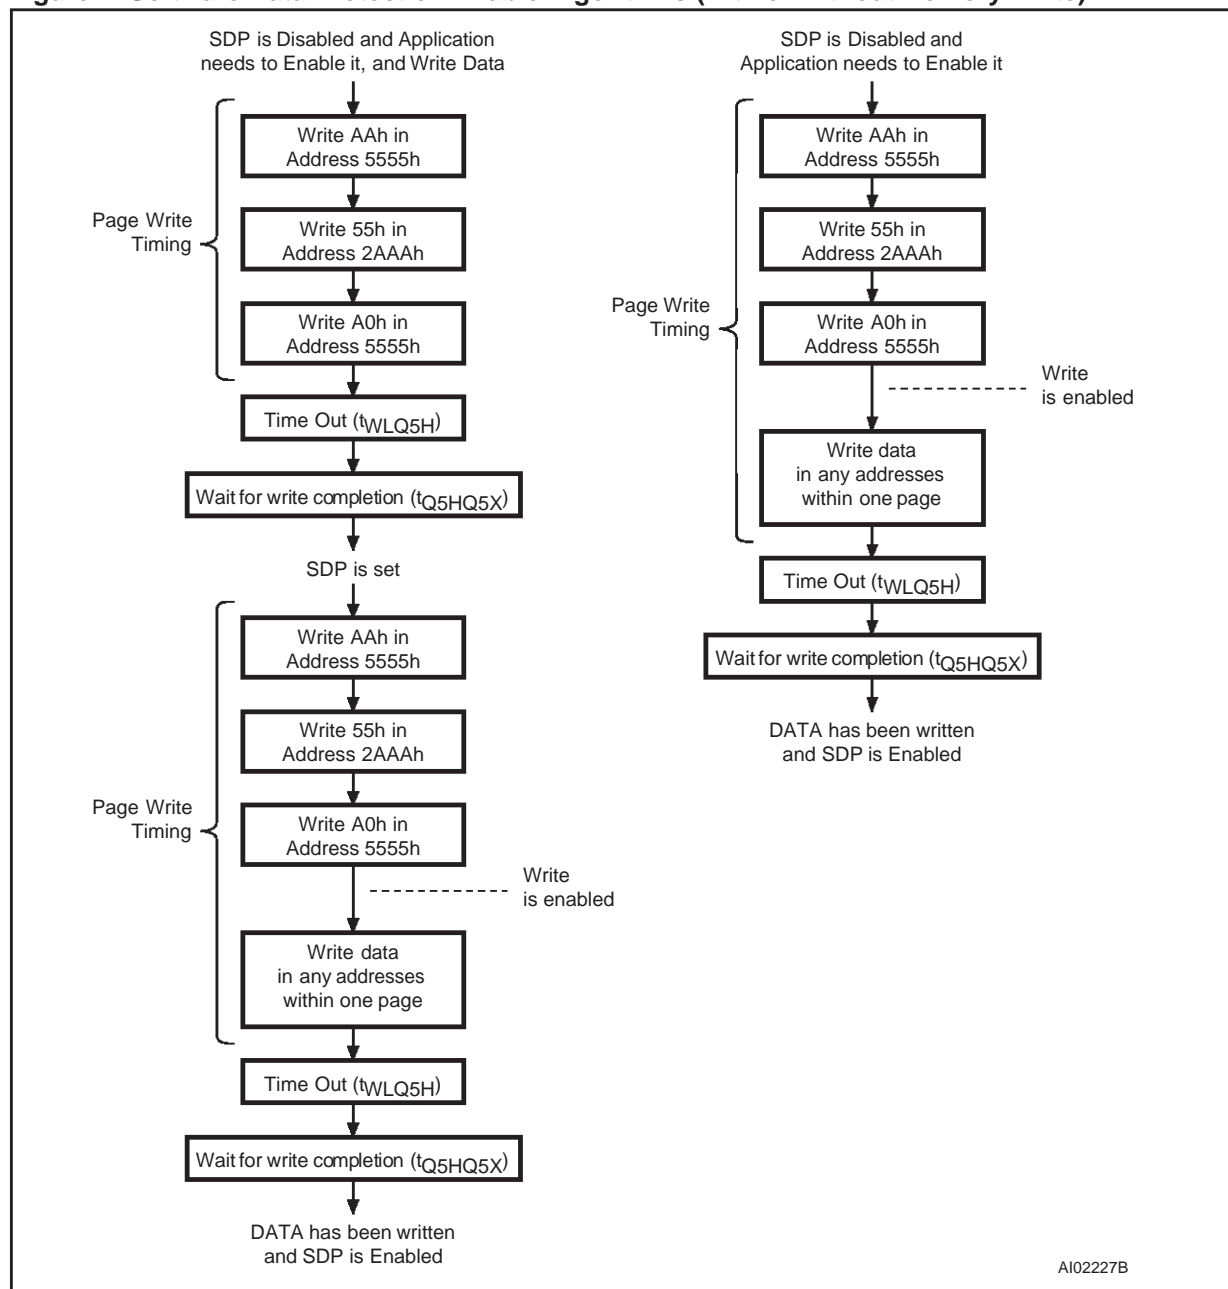 SDP is Disabled and Application
needs to Enable it, and Write Data
Write AAh in
Address 5555h
Write 55h in
Address 2AAAh
Page Write
Timing
Write A0h in
Address 5555h
Time Out (tWLQ5H)
Wait for write completion (tQ5HQ5X)
SDP is set
Write AAh in
Address 5555h
Write 55h in
Address 2AAAh
Page Write
Timing
Write A0h in
Address 5555h
Write
is enabled
Write data
in any addresses
within one page
Time Out (tWLQ5H)
Wait for write completion (tQ5HQ5X)
DATA has been written
and SDP is Enabled
SDP is Disabled and
Application needs to Enable it
Write AAh in
Address 5555h
Write 55h in
Address 2AAAh
Page Write
Timing
Write A0h in
Address 5555h
Write
is enabled
Write data
in any addresses
within one page
Time Out (tWLQ5H)
Wait for write completion (tQ5HQ5X)
DATA has been written
and SDP is Enabled
AI02227B